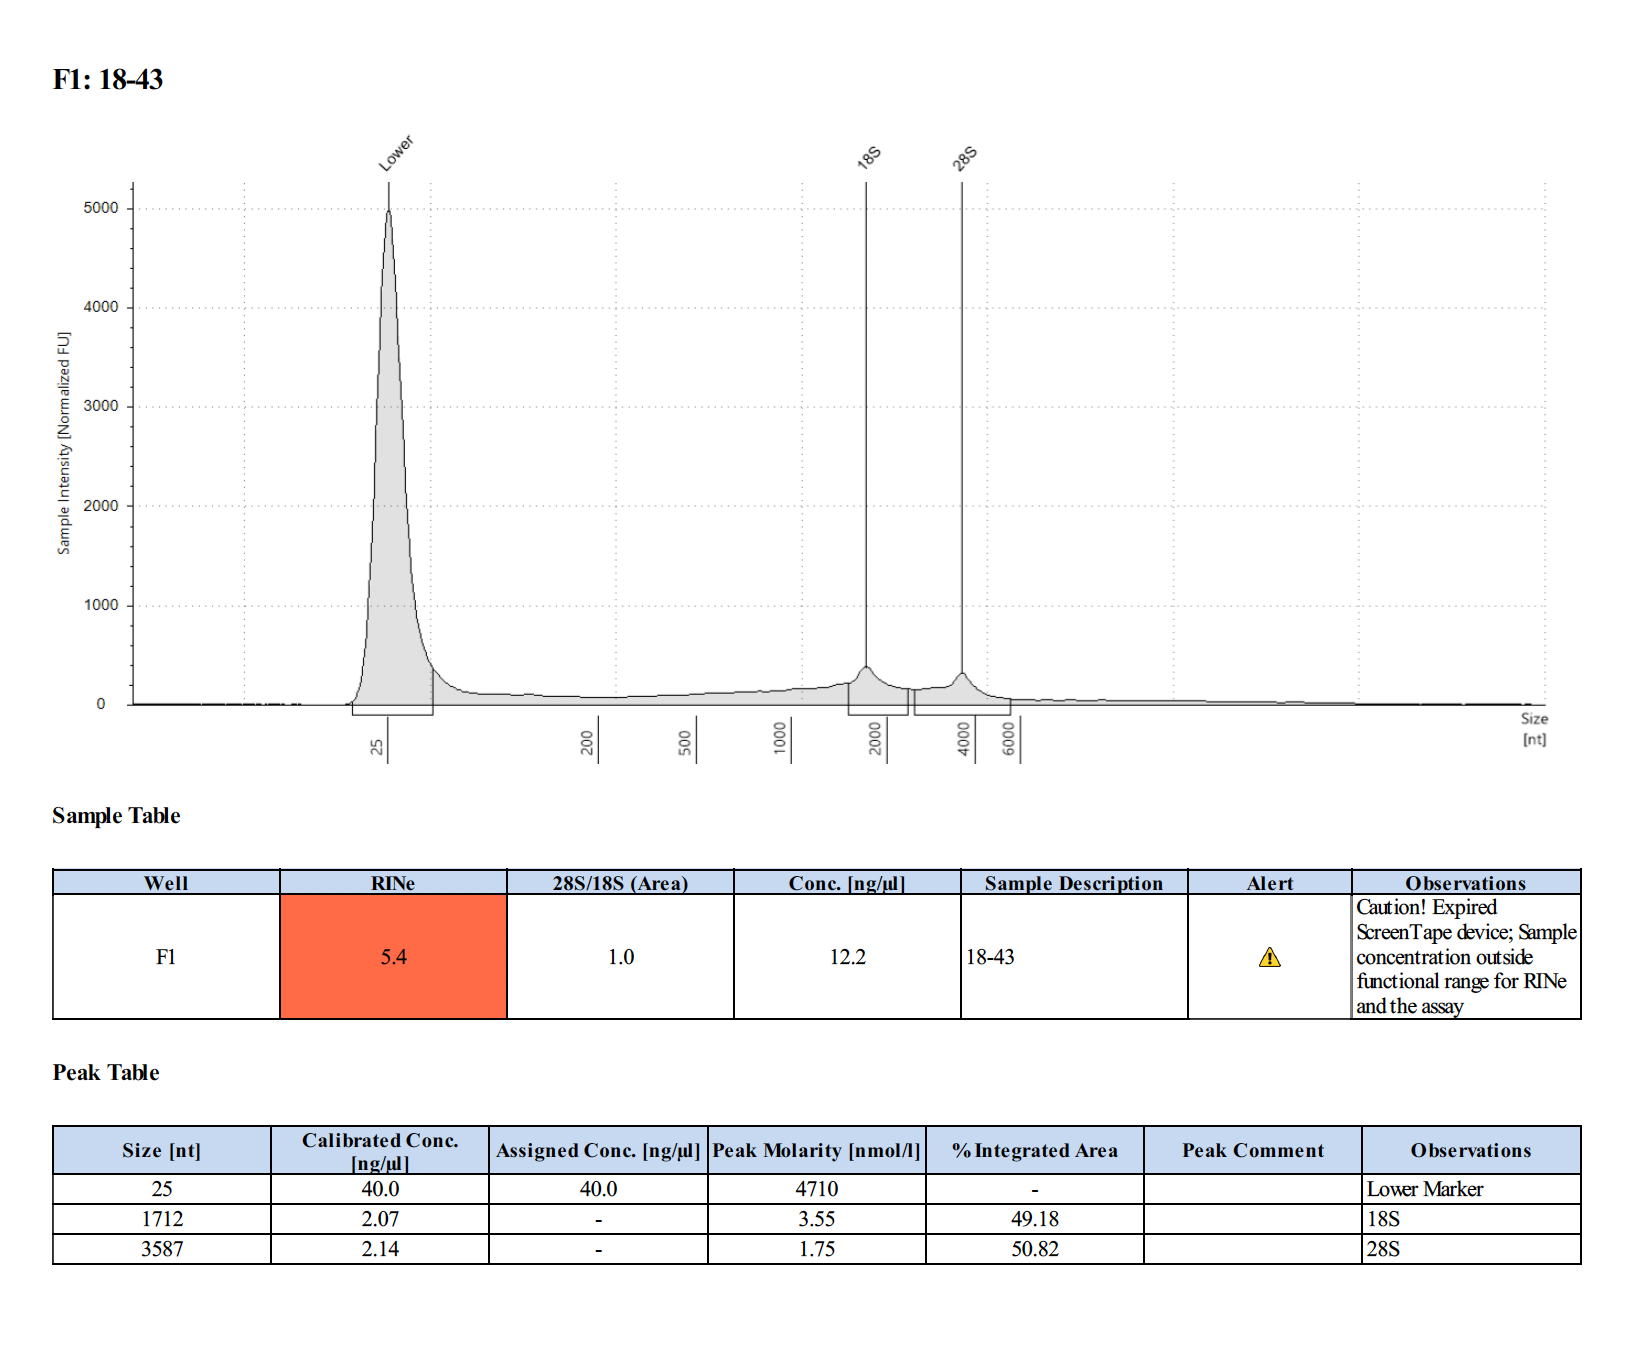 F1: 18-43
Lower
18S
28S
Sample Intensity [Normalized FU]
5000
4000
3000
2000
1000
0
25
200
500
1000
2000
4000
6000
Size
[nt]
Sample Table
Well RINe 28S/18S (Area) Conc. [ng/µl] Sample Description Alert Observations
F1 5.4 1.0 12.2 18-43
Caution! Expired
ScreenTape device; Sample
concentration outside
functional range for RINe
and the assay
Peak Table
Size [nt] Calibrated Conc. [ng/µl] Assigned Conc. [ng/µl] Peak Molarity [nmol/l] % Integrated Area Peak Comment Observations
25 40.0 40.0 4710 - Lower Marker
1712 2.07 - 3.55 49.18 18S
3587 2.14 - 1.75 50.82 28S